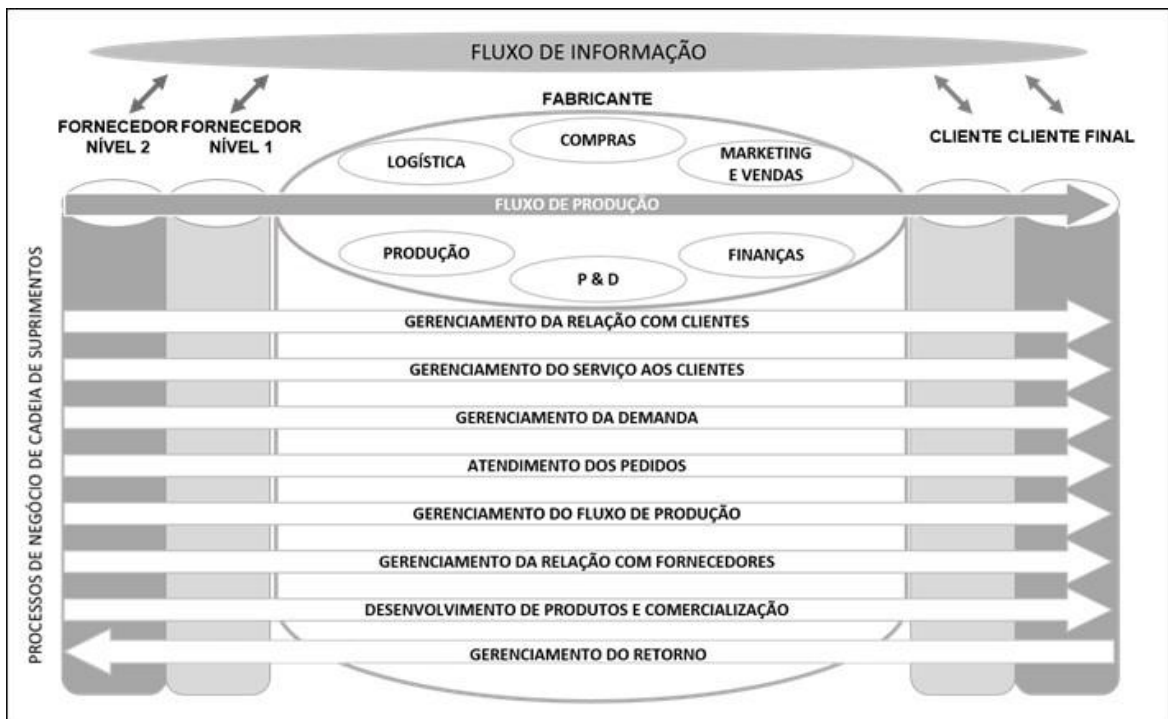 FLUXO DE INFORMAÇÃO
FABRICANTE
FORNECEDOR
NÍVEL 2
FORNECEDOR
NÍVEL 1
CLIENTE
CLIENTE FINAL
LOGÍSTICA
COMPRAS
MARKETING
E VENDAS
FLUXO DE PRODUÇÃO
PRODUÇÃO
P & D
FINANÇAS
PROCESSOS DE NEGÓCIO DE CADEIA DE SUPRIMENTOS
GERENCIAMENTO DA RELAÇÃO COM CLIENTES
GERENCIAMENTO DO SERVIÇO AOS CLIENTES
GERENCIAMENTO DA DEMANDA
ATENDIMENTO DOS PEDIDOS
GERENCIAMENTO DO FLUXO DE PRODUÇÃO
GERENCIAMENTO DA RELAÇÃO COM FORNECEDORES
DESENVOLVIMENTO DE PRODUTOS E COMERCIALIZAÇÃO
GERENCIAMENTO DO RETORNO